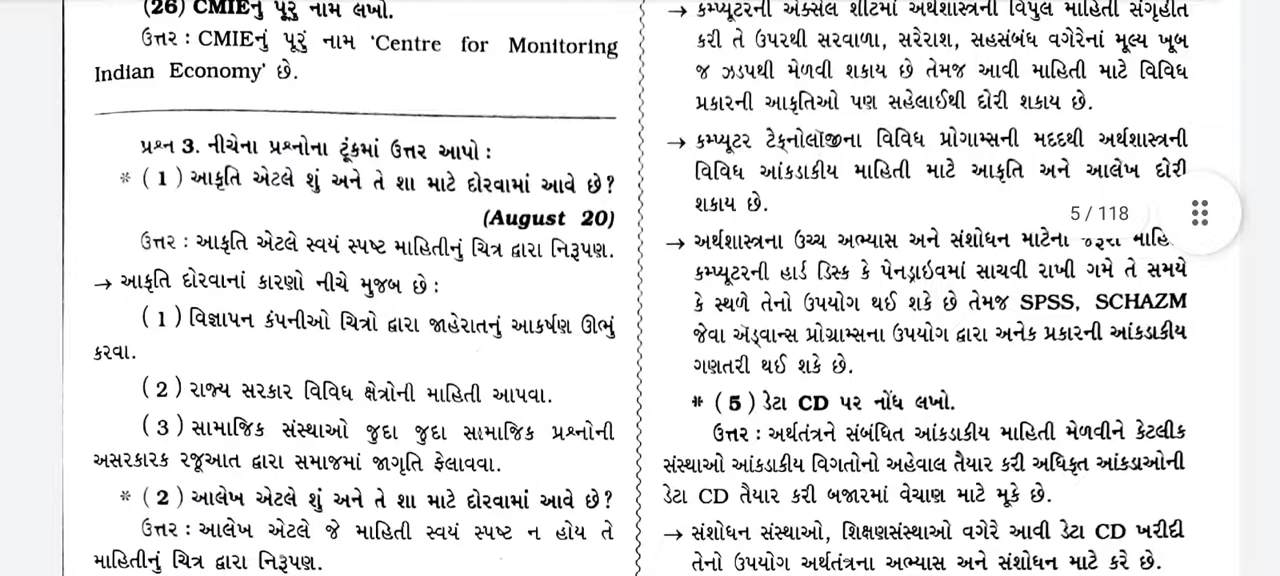 (26) CMIEનું પૂરું નામ લખો.
ઉત્તર : CMIEનું પૂરું નામ ‘Centre for Monitoring
Indian Economy’ છે.
પ્રશ્ન 3. નીચેના પ્રશ્નોના ટૂંકમાં ઉત્તર આપો :
* ( 1 ) આકૃતિ એટલે શું અને તે શા માટે દોરવામાં આવે છે?
(August 20)
ઉત્તર : આકૃતિ એટલે સ્વયં સ્પષ્ટ માહિતીનું ચિત્ર દ્વારા નિરૂપણ.
→ આકૃતિ દોરવાનાં કારણો નીચે મુજબ છે :
( 1 ) વિજ્ઞાપન કંપનીઓ ચિત્રો દ્વારા જાહેરાતનું આકર્ષણ ઊભું
કરવા.
( 2 ) રાજ્ય સરકાર વિવિધ ક્ષેત્રોની માહિતી આપવા.
( 3 ) સામાજિક સંસ્થાઓ જુદા જુદા સામાજિક પ્રશ્નોની
અસરકારક રજૂઆત દ્વારા સમાજમાં જાગૃતિ ફેલાવવા.
* ( 2 ) આલેખ એટલે શું અને તે શા માટે દોરવામાં આવે છે?
ઉત્તર : આલેખ એટલે જે માહિતી સ્વયં સ્પષ્ટ ન હોય તે
માહિતીનું ચિત્ર દ્વારા નિરૂપણ.
→ કમ્પ્યૂટરની એક્સેલ શીટમાં અર્થશાસ્ત્રની વિપુલ માહિતી સંગૃહીત
કરી તે ઉપરથી સરવાળા, સરેરાશ, સહસંબંધ વગેરેનાં મૂલ્ય ખૂબ
જ ઝડપથી મેળવી શકાય છે તેમજ આવી માહિતી માટે વિવિધ
પ્રકારની આકૃતિઓ પણ સહેલાઈથી દોરી શકાય છે.
→ કમ્પ્યૂટર ટેક્નોલૉજીના વિવિધ પ્રોગ્રામ્સની મદદથી અર્થશાસ્ત્રની
વિવિધ આંકડાકીય માહિતી માટે આકૃતિ અને આલેખ દોરી
શકાય છે.
5 / 118
→ અર્થશાસ્ત્રના ઉચ્ચ અભ્યાસ અને સંશોધન માટેના
કમ્પ્યૂટરની હાર્ડ ડિસ્ક કે પેનડ્રાઇવમાં સાચવી રાખી ગમે તે સમયે
કે સ્થળે તેનો ઉપયોગ થઈ શકે છે તેમજ SPSS, SCHAZM
જેવા ઍડ્વાન્સ પ્રોગ્રામ્સના ઉપયોગ દ્વારા અનેક પ્રકારની આંકડાકીય
ગણતરી થઈ શકે છે.
* ( 5 ) ડેટા CD પર નોંધ લખો.
ઉત્તર : અર્થતંત્રને સંબંધિત આંકડાકીય માહિતી મેળવીને કેટલીક
સંસ્થાઓ આંકડાકીય વિગતોનો અહેવાલ તૈયાર કરી અધિકૃત આંકડાઓની
ડેટા CD તૈયાર કરી બજારમાં વેચાણ માટે મૂકે છે.
→ સંશોધન સંસ્થાઓ, શિક્ષણસંસ્થાઓ વગેરે આવી ડેટા CD ખરીદી
તેનો ઉપયોગ અર્થતંત્રના અભ્યાસ અને સંશોધન માટે કરે છે.